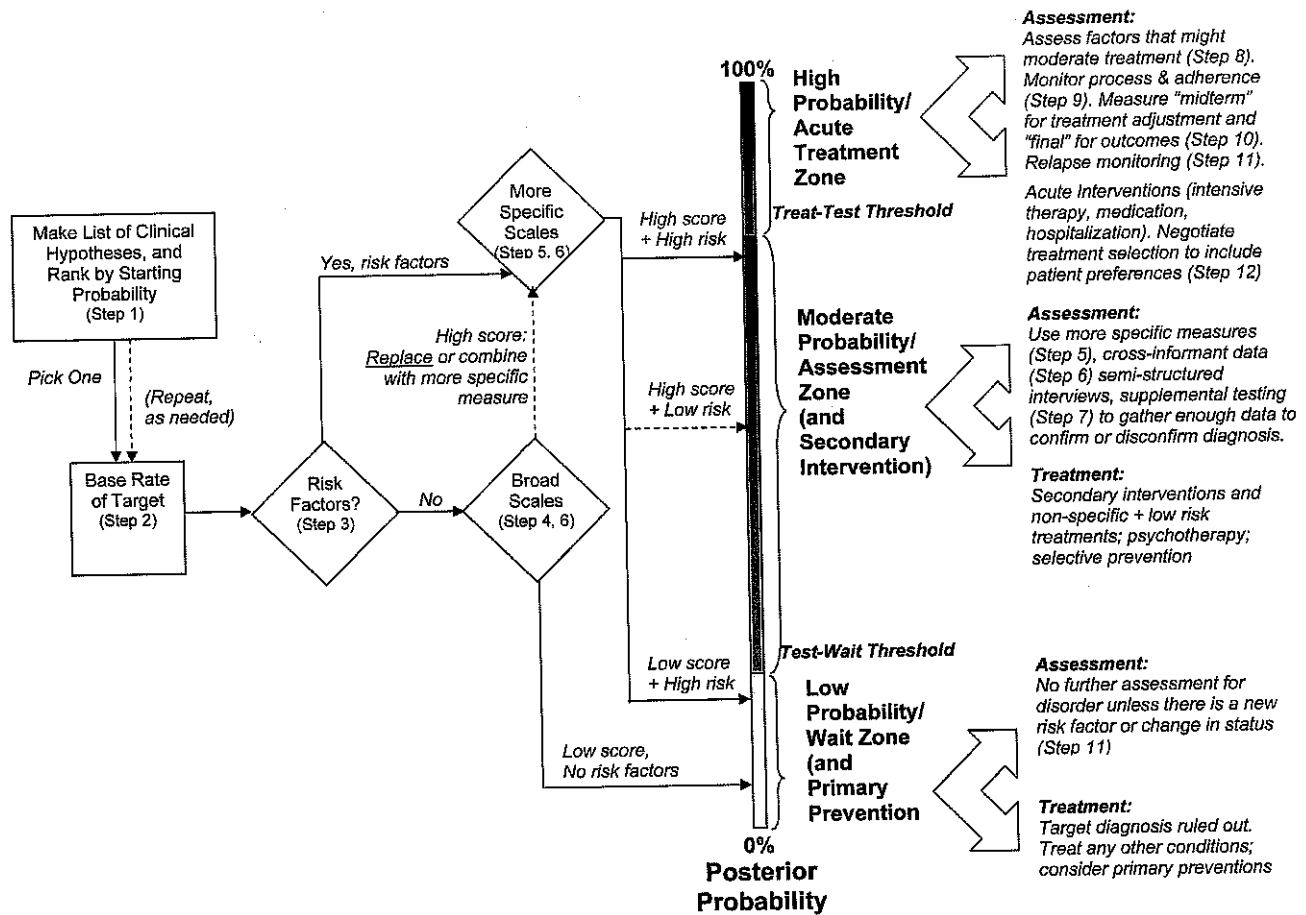 Make List of Clinical
Hypotheses, and
Rank by Starting
Probability
(Step 1)
Pick One
(Repeat,
as needed)
Base Rate
of Target
(Step 2)
Risk
Factors?
(Step 3)
Yes, risk factors
No
More
Specific
Scales
(Step 5, 6)
High score:
Replace or combine
with more specific
measure
Broad
Scales
(Step 4, 6)
High score
+ High risk
High score
+ Low risk
Low score
+ High risk
Low score,
No risk factors
100%
High
Probability/
Acute
Treatment
Zone
Treat-Test Threshold
Moderate
Probability/
Assessment
Zone
(and
Secondary
Intervention)
Test-Wait Threshold
Low
Probability/
Wait Zone
(and
Primary
Prevention
0%
Posterior
Probability
Assessment:
Assess factors that might
moderate treatment (Step 8).
Monitor process & adherence
(Step 9). Measure "midterm"
for treatment adjustment and
"final" for outcomes (Step 10).
Relapse monitoring (Step 11).
Acute Interventions (intensive
therapy, medication,
hospitalization). Negotiate
treatment selection to include
patient preferences (Step 12)
Assessment:
Use more specific measures
(Step 5), cross-informant data
(Step 6) semi-structured
interviews, supplemental testing
(Step 7) to gather enough data to
confirm or disconfirm diagnosis.
Treatment:
Secondary interventions and
non-specific + low risk
treatments; psychotherapy;
selective prevention
Assessment:
No further assessment for
disorder unless there is a new
risk factor or change in status
(Step 11)
Treatment:
Target diagnosis ruled out.
Treat any other conditions;
consider primary preventions